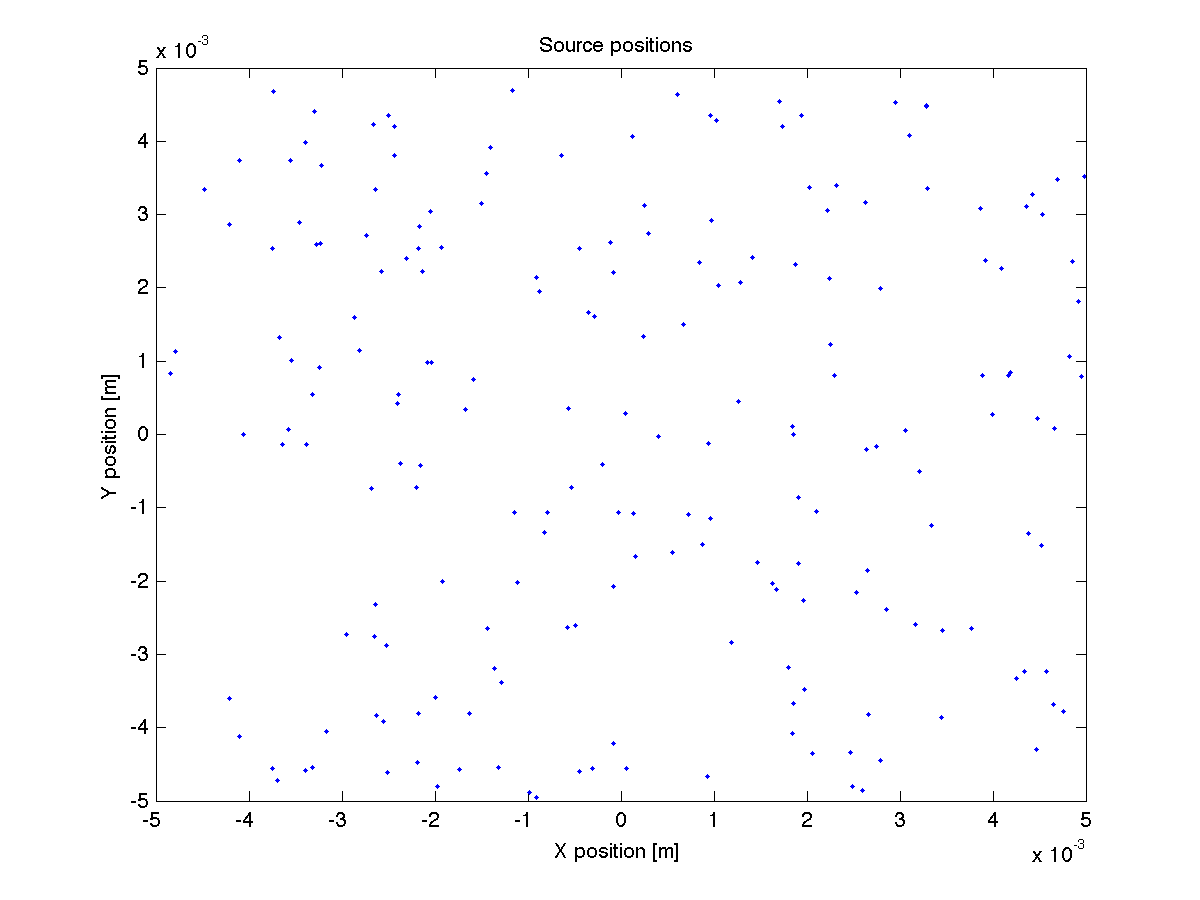 x 10-3
Source positions
5
4
3
2
1
0
-1
-2
-3
-4
-5
Y position [m]
-5 -4 -3 -2 -1 0 1 2 3 4 5
X position [m]
x 10-3